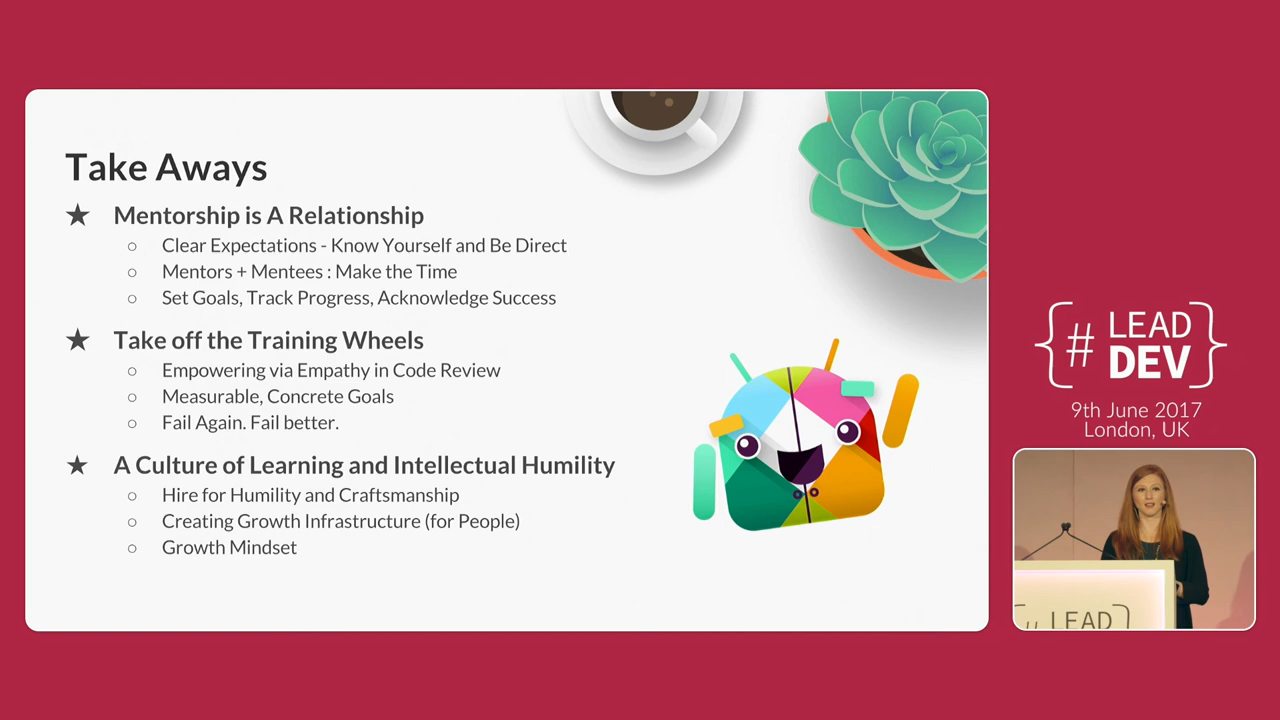 Take Aways
★ Mentorship is A Relationship
○ Clear Expectations - Know Yourself and Be Direct
○ Mentors + Mentees : Make the Time
○ Set Goals, Track Progress, Acknowledge Success
★ Take off the Training Wheels
○ Empowering via Empathy in Code Review
○ Measurable, Concrete Goals
○ Fail Again. Fail better.
★ A Culture of Learning and Intellectual Humility
○ Hire for Humility and Craftsmanship
○ Creating Growth Infrastructure (for People)
○ Growth Mindset
{# LEAD
DEV}
9th June 2017
London, UK
{# LEAD}